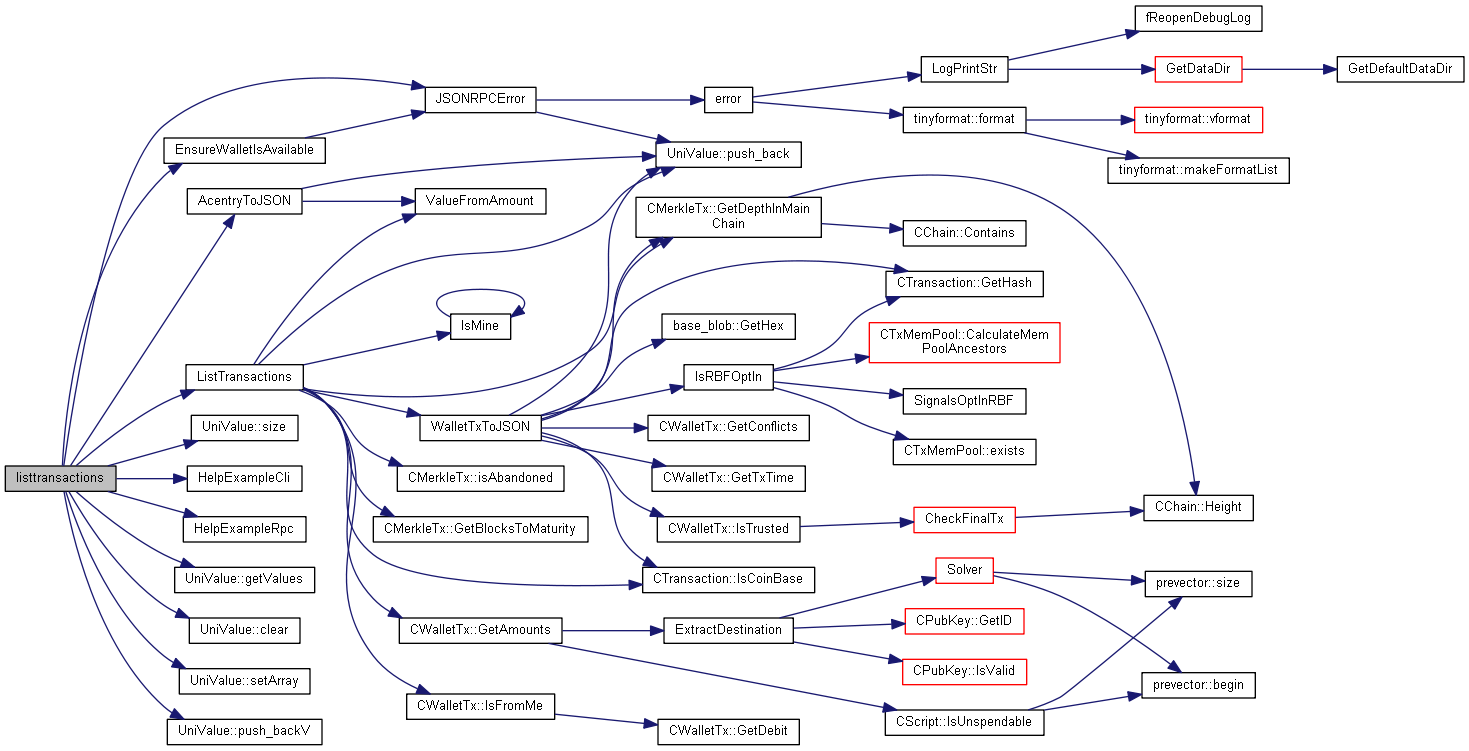 listtransactions
JSONRPCError
EnsureWalletIsAvailable
AcentryToJSON
ListTransactions
UniValue::size
HelpExampleCli
HelpExampleRpc
UniValue::getValues
UniValue::clear
UniValue::setArray
UniValue::push_backV
ValueFromAmount
IsMine
WalletTxToJSON
CMerkleTx::isAbandoned
CMerkleTx::GetBlocksToMaturity
CWalletTx::GetAmounts
CWalletTx::IsFromMe
error
UniValue::push_back
CMerkleTx::GetDepthInMain
Chain
base_blob::GetHex
IsRBFOptIn
CWalletTx::GetConflicts
CWalletTx::GetTxTime
CWalletTx::IsTrusted
CTransaction::IsCoinBase
ExtractDestination
CWalletTx::GetDebit
LogPrintStr
tinyformat::format
CChain::Contains
CTransaction::GetHash
CTxMemPool::CalculateMem
PoolAncestors
SignalsOptInRBF
CTxMemPool::exists
CheckFinalTx
Solver
CPubKey::GetID
CPubKey::IsValid
CScript::IsUnspendable
fReopenDebugLog
GetDataDir
tinyformat::vformat
tinyformat::makeFormatList
CChain::Height
prevector::size
prevector::begin
GetDefaultDataDir